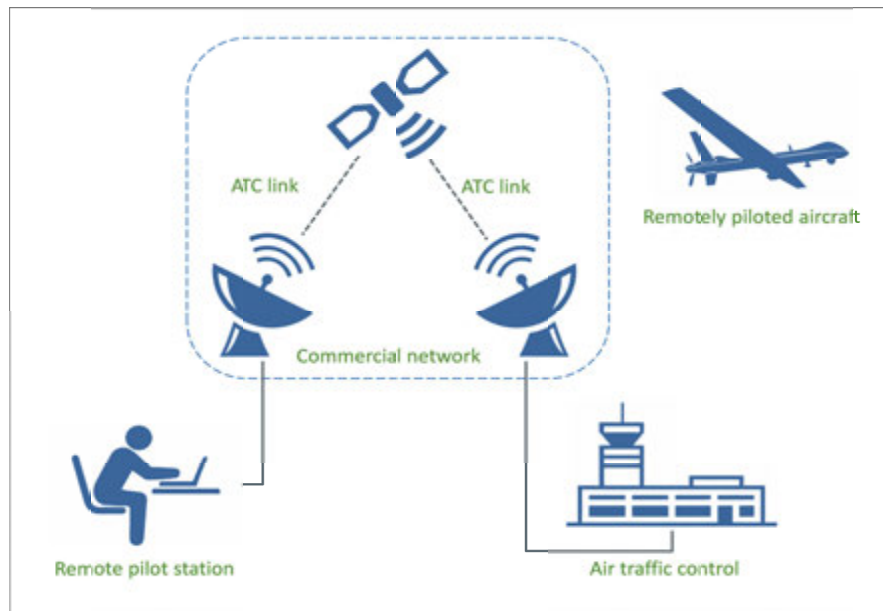 ATC link
ATC link
Remotely piloted aircraft
Commercial network
Remote pilot station
Air traffic control